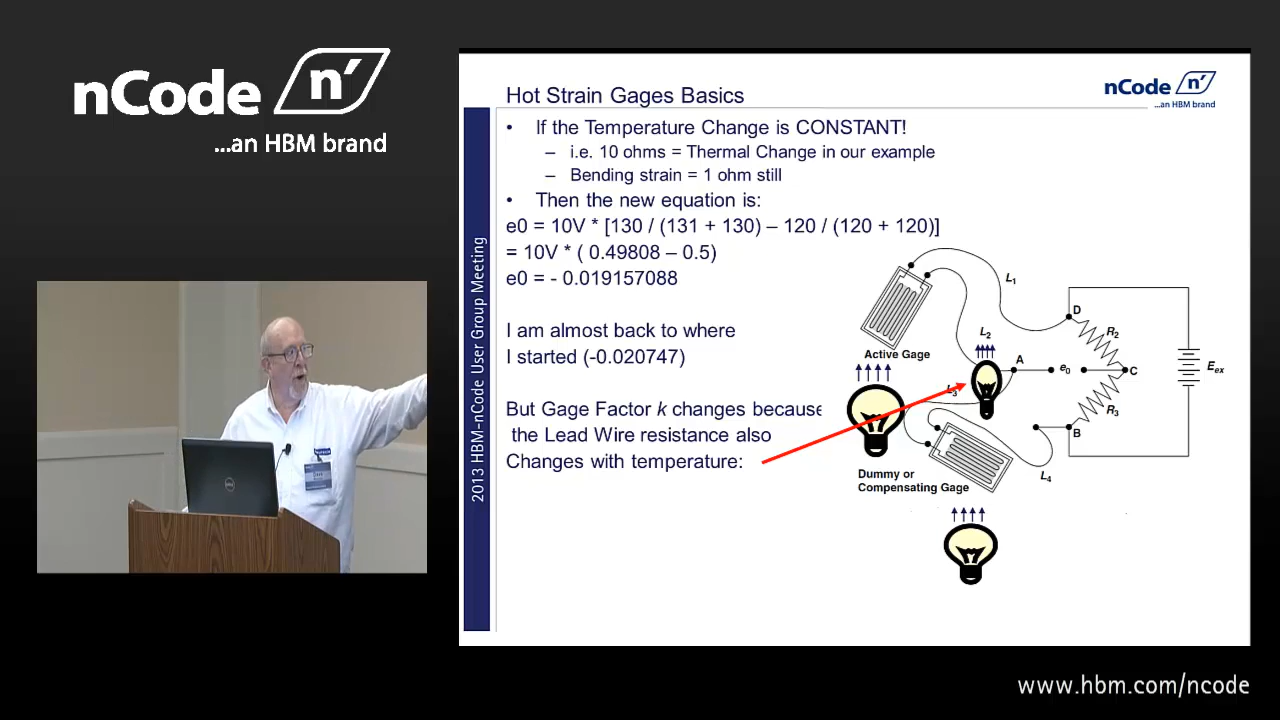 nCode n'
...an HBM brand
Hot Strain Gages Basics
nCode n'
...an HBM brand
• If the Temperature Change is CONSTANT!
– i.e. 10 ohms = Thermal Change in our example
– Bending strain = 1 ohm still
• Then the new equation is:
e0 = 10V * [130 / (131 + 130) – 120 / (120 + 120)]
= 10V * ( 0.49808 – 0.5)
e0 = - 0.019157088
I am almost back to where
I started (-0.020747)
But Gage Factor k changes because
the Lead Wire resistance also
Changes with temperature:
2013 HBM-nCode User Group Meeting
L1
D
R2
L2
Active Gage
A
e0
C
Eex
L3
R3
B
L4
Dummy or
Compensating Gage
DELL
www.hbm.com/ncode